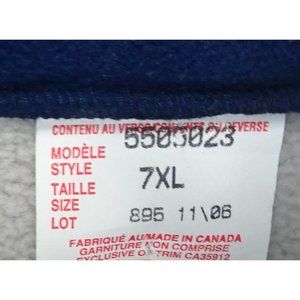 CONTENU AU VERSO/CONTENTS ON REVERSE
MODÈLE 5505023
STYLE
TAILLE 7XL
SIZE
LOT 895 11\06
FABRIQUÉ AU/MADE IN CANADA
GARNITURE NON COMPRISE
EXCLUSIVE OF TRIM CA35912